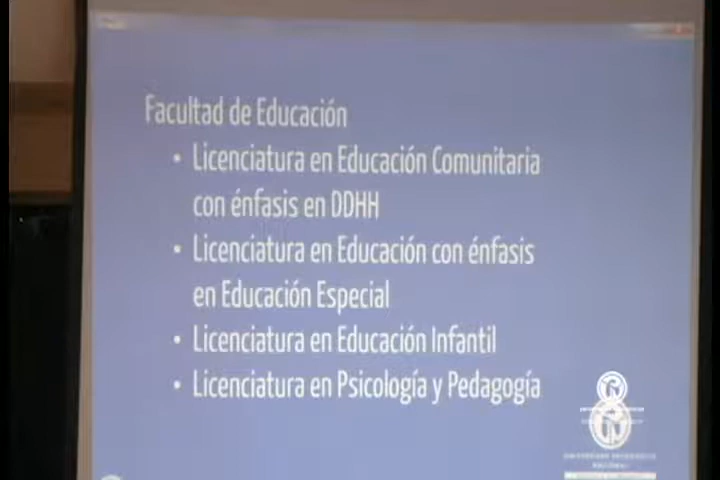 Facultad de Educación
• Licenciatura en Educación Comunitaria
con énfasis en DDHH
• Licenciatura en Educación con énfasis
en Educación Especial
• Licenciatura en Educación Infantil
• Licenciatura en Psicología y Pedagogía